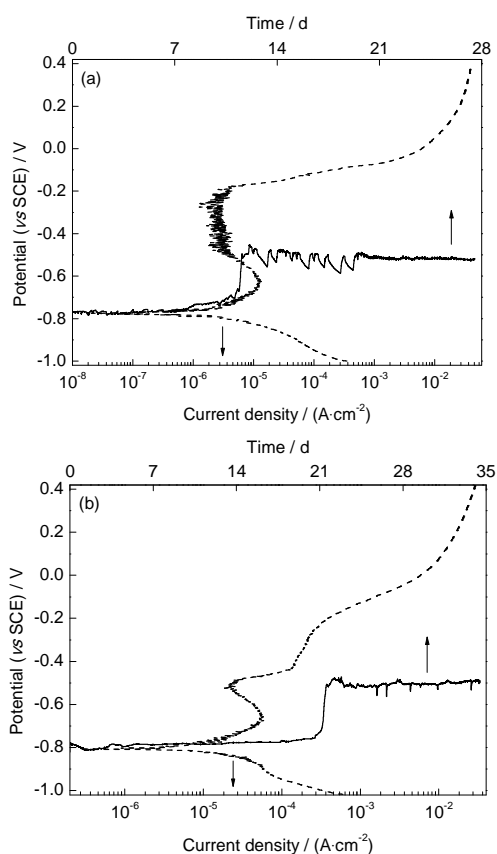 Time / d
0 7 14 19 26 28
(a)
0.4
0.2
0.0
-0.2
-0.4
-0.6
-0.8
-1.0
Potential (vs SCE) / V
10-8 10-7 10-6 10-5 10-4 10-3 10-2
Current density / (A·cm-2)
Time / d
0 7 13 14 21 28 30 35
(b)
0.4
0.2
0.0
-0.2
-0.4
-0.6
-0.8
-1.0
Potential (vs SCE) / V
10-6 10-5 10-4 10-3 10-2
Current density / (A·cm-2)